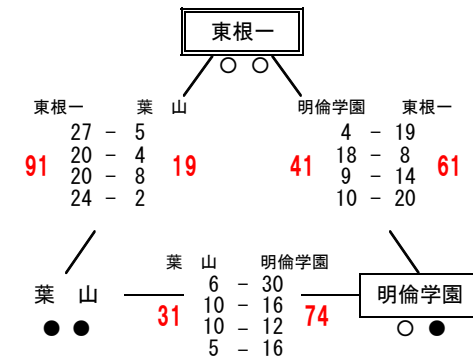 東根一
○ ○
東根一 葉 山 明倫学園 東根一
27 - 5 4 - 19
20 - 4 18 - 8
91 19 41 61
20 - 8 9 - 14
24 - 2 10 - 20
葉 山 明倫学園
6 - 30
葉 山 10 - 16 明倫学園
31 74
10 - 12
● ● ○ ●
5 - 16